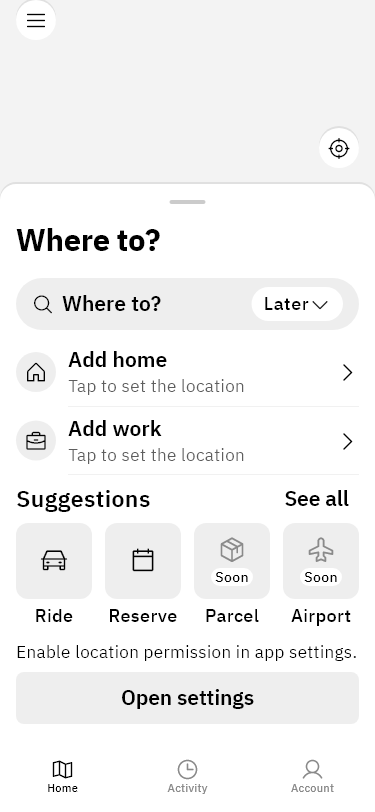 Where to?
Where to?
Later
Add home
Tap to set the location
Add work
Tap to set the location
Suggestions
See all
Soon
Soon
Ride
Reserve
Parcel
Airport
Enable location permission in app settings.
Open settings
Home
Activity
Account